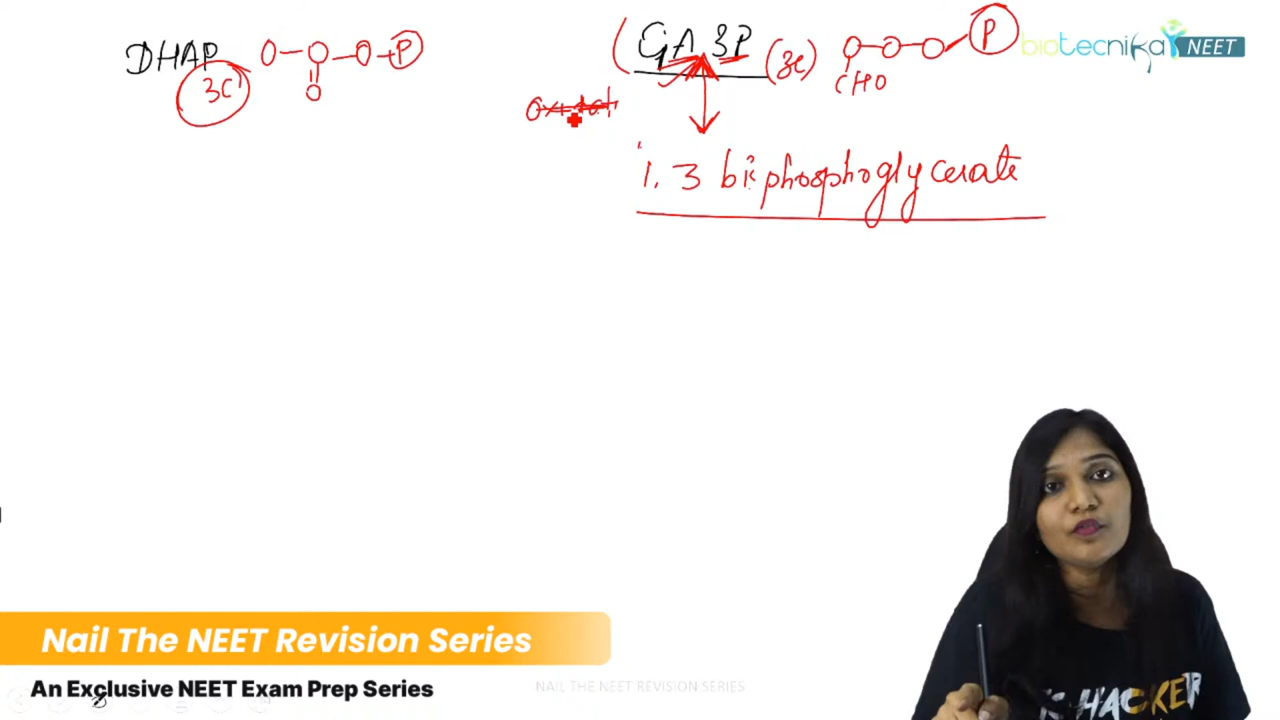 DHAP
3C
O-O-O-P
O
(GA3P (3C)
O-O-O-P
CHO
biotecnika NEET
1. 3 bisphosphoglycerate
Nail The NEET Revision Series
An Exclusive NEET Exam Prep Series
NAIL THE NEET REVISION SERIES
HACKER